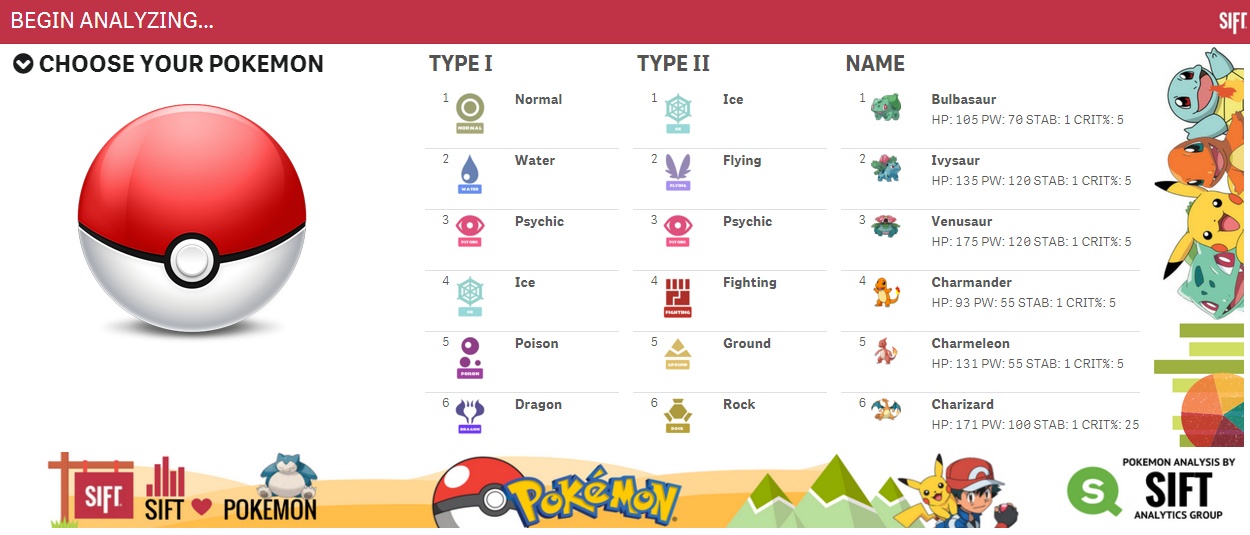 BEGIN ANALYZING...
SIFT
CHOOSE YOUR POKEMON
TYPE I
TYPE II
NAME
1 NORMAL Normal
1 ICE Ice
1 Bulbasaur
HP: 105 PW: 70 STAB: 1 CRIT%: 5
2 WATER Water
2 FLYING Flying
2 Ivysaur
HP: 135 PW: 120 STAB: 1 CRIT%: 5
3 PSYCHC Psychic
3 PSYCHC Psychic
3 Venusaur
HP: 175 PW: 120 STAB: 1 CRIT%: 5
4 ICE Ice
4 FIGHTING Fighting
4 Charmander
HP: 93 PW: 55 STAB: 1 CRIT%: 5
5 POISON Poison
5 GROUND Ground
5 Charmeleon
HP: 131 PW: 55 STAB: 1 CRIT%: 5
6 DRAGON Dragon
6 ROCK Rock
6 Charizard
HP: 171 PW: 100 STAB: 1 CRIT%: 25
SIFT
SIFT POKEMON
POKéMON
S
POKEMON ANALYSIS BY
SIFT
ANALYTICS GROUP